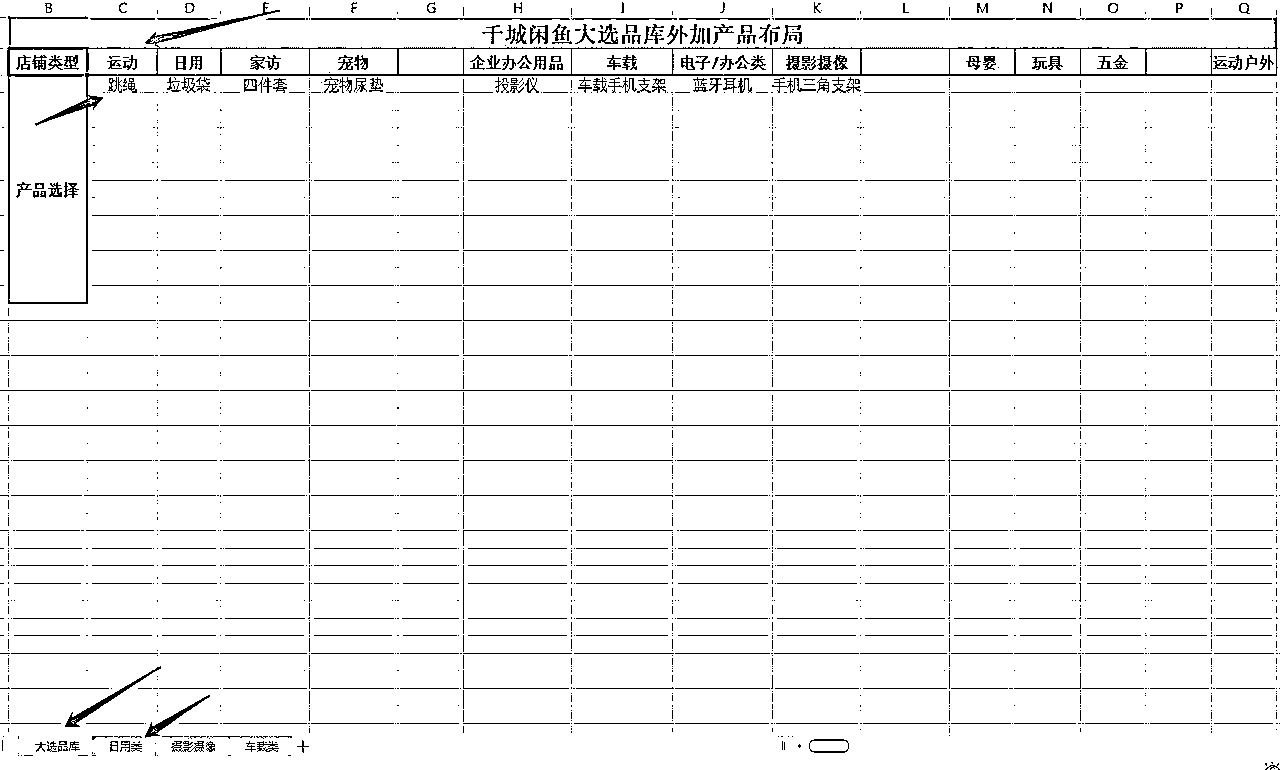 B C D E F G H I J K L M N O P Q
千城闲鱼大选品库外加产品布局
店铺类型 运动 日用 家访 宠物 企业办公用品 车载 电子/办公类 摄影摄像 母婴 玩具 五金 运动户外
跳绳 垃圾袋 四件套 宠物尿垫 投影仪 车载手机支架 蓝牙耳机 手机三角支架
产品选择
大选品库 日用类 摄影摄像 车载类 +